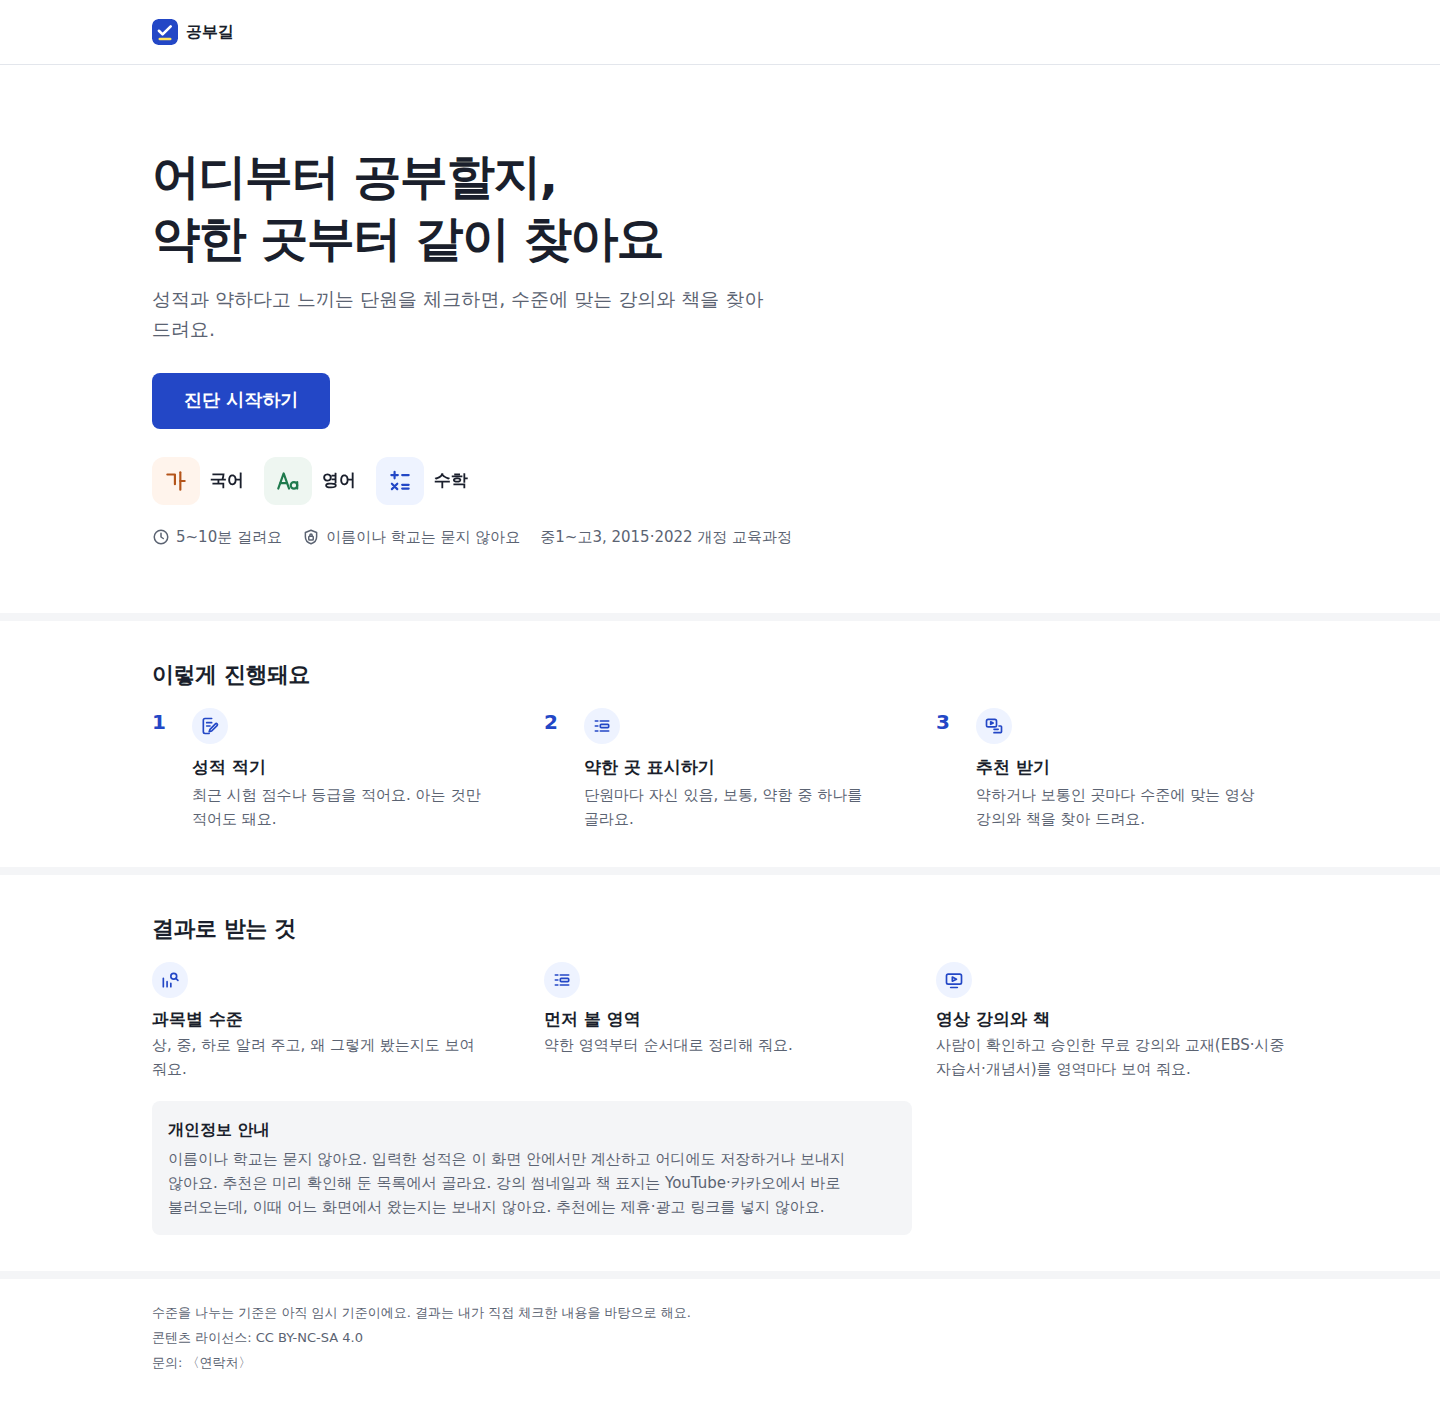 공부길
어디부터 공부할지,
약한 곳부터 같이 찾아요
성적과 약하다고 느끼는 단원을 체크하면, 수준에 맞는 강의와 책을 찾아
드려요.
진단 시작하기
가 국어 Aa 영어 수학
5~10분 걸려요 이름이나 학교는 묻지 않아요 중1~고3, 2015·2022 개정 교육과정
이렇게 진행돼요
1
성적 적기
최근 시험 점수나 등급을 적어요. 아는 것만
적어도 돼요.
2
약한 곳 표시하기
단원마다 자신 있음, 보통, 약함 중 하나를
골라요.
3
추천 받기
약하거나 보통인 곳마다 수준에 맞는 영상
강의와 책을 찾아 드려요.
결과로 받는 것
과목별 수준
상, 중, 하로 알려 주고, 왜 그렇게 봤는지도 보여
줘요.
먼저 볼 영역
약한 영역부터 순서대로 정리해 줘요.
영상 강의와 책
사람이 확인하고 승인한 무료 강의와 교재(EBS·시중
자습서·개념서)를 영역마다 보여 줘요.
개인정보 안내
이름이나 학교는 묻지 않아요. 입력한 성적은 이 화면 안에서만 계산하고 어디에도 저장하거나 보내지
않아요. 추천은 미리 확인해 둔 목록에서 골라요. 강의 썸네일과 책 표지는 YouTube·카카오에서 바로
불러오는데, 이때 어느 화면에서 왔는지는 보내지 않아요. 추천에는 제휴·광고 링크를 넣지 않아요.
수준을 나누는 기준은 아직 임시 기준이에요. 결과는 내가 직접 체크한 내용을 바탕으로 해요.
콘텐츠 라이선스: CC BY-NC-SA 4.0
문의: 〈연락처〉